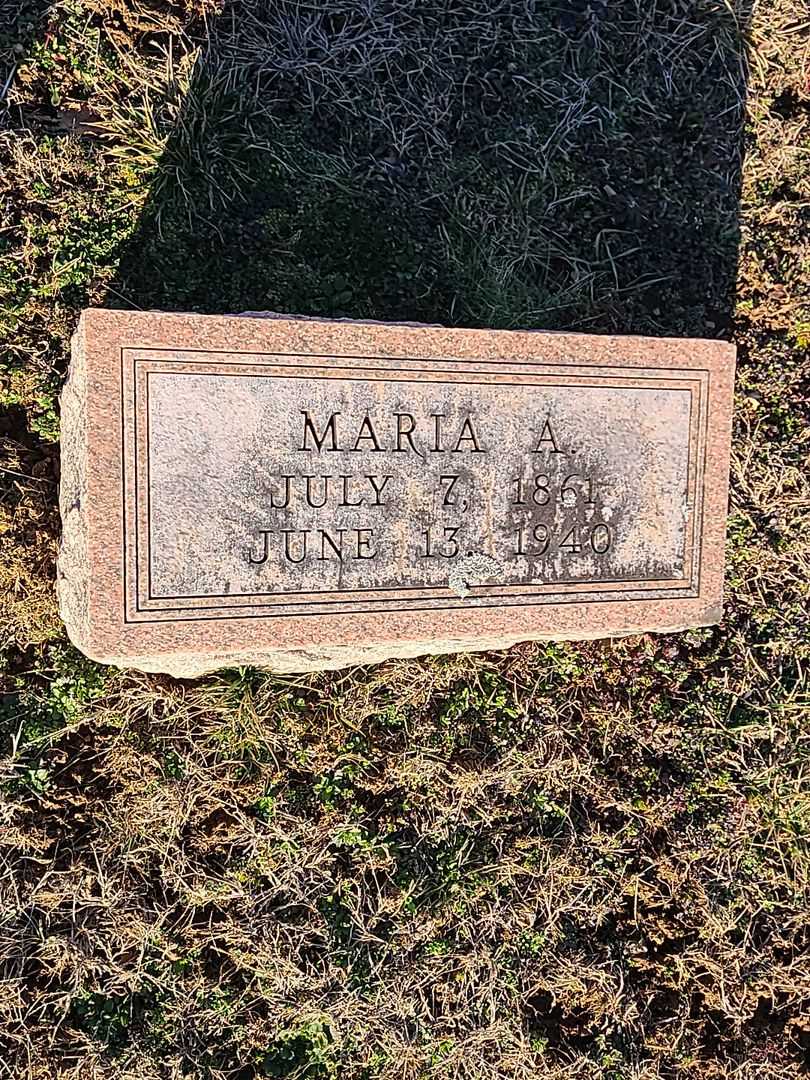 MARIA A.
JULY 7, 1861
JUNE 13, 1940